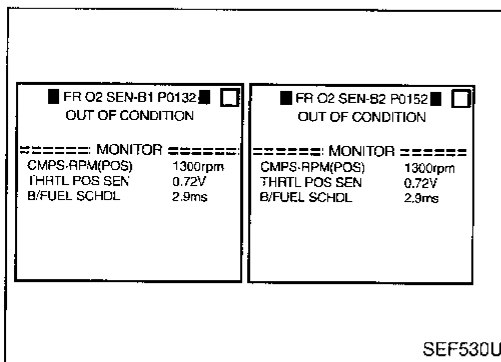 FR O2 SEN-B1 P0132
OUT OF CONDITION
====== MONITOR ======
CMPS-RPM(POS) 1300rpm
THRTL POS SEN 0.72V
B/FUEL SCHDL 2.9ms
FR O2 SEN-B2 P0152
OUT OF CONDITION
====== MONITOR ======
CMPS-RPM(POS) 1300rpm
THRTL POS SEN 0.72V
B/FUEL SCHDL 2.9ms
SEF530U